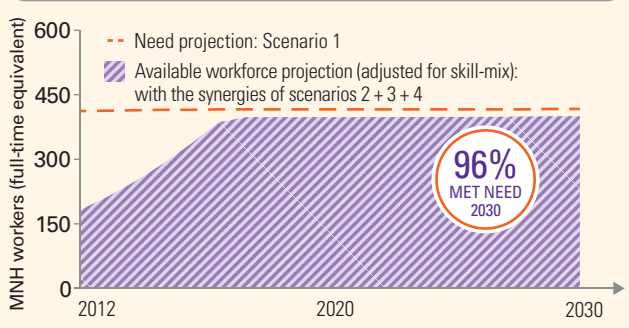 MNH workers (full-time equivalent)
600
450
300
150
0
Need projection: Scenario 1
Available workforce projection (adjusted for skill-mix):
with the synergies of scenarios 2 + 3 + 4
96%
MET NEED
2030
2012
2020
2030